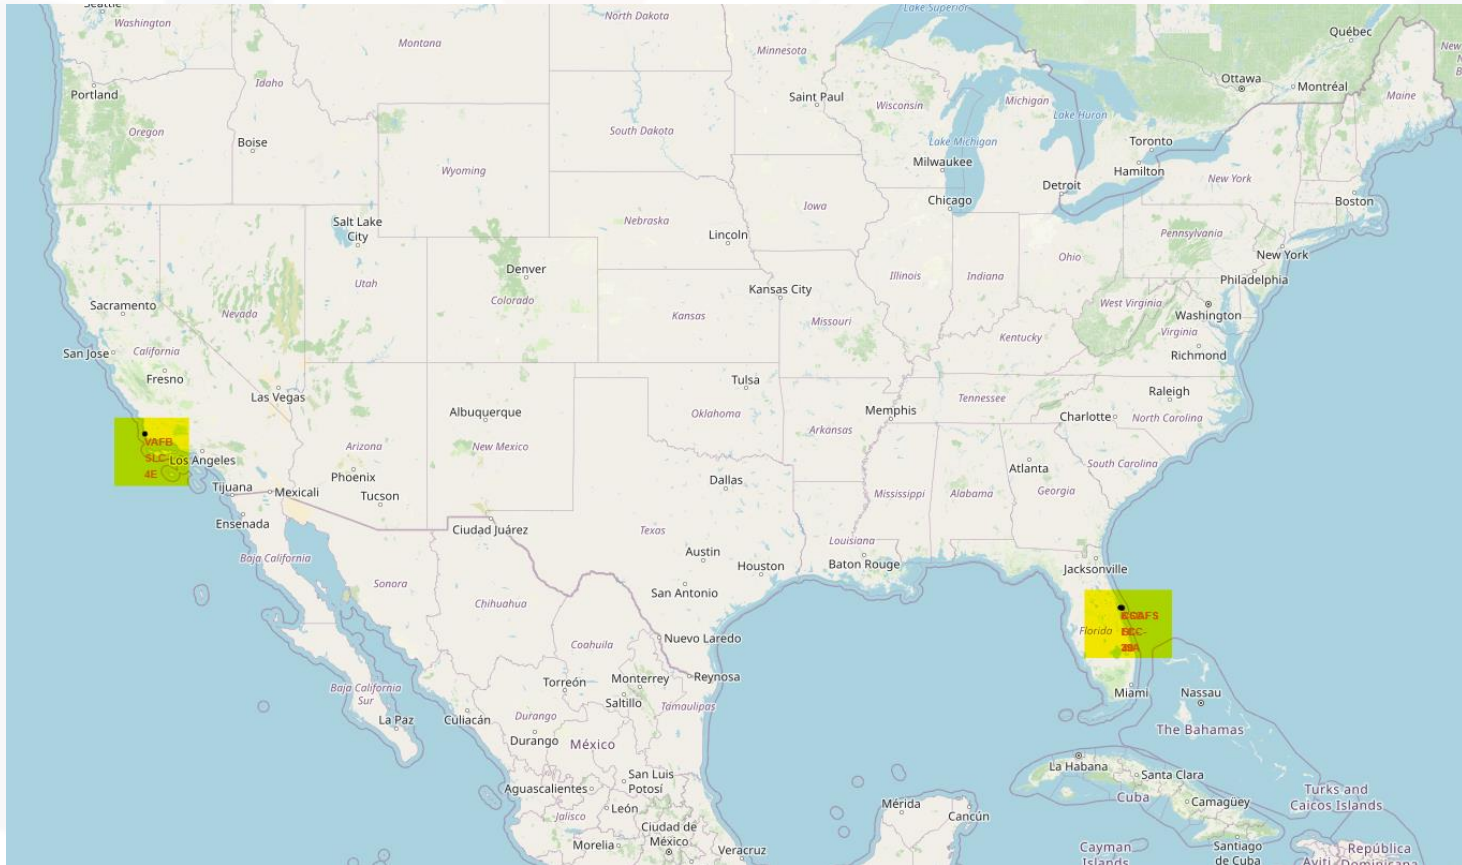 Seattle
Washington
North Dakota
Lake Superior
Montana
Minnesota
Québec
Ottawa
Montréal
Idaho
Portland
Saint Paul
Wisconsin
Michigan
Lake Huron
Maine
Oregon
Boise
South Dakota
Lake Michigan
Toronto
Wyoming
Milwaukee
Hamilton
Detroit
New York
Chicago
Boston
Salt Lake
City
Nebraska
Iowa
Lincoln
Pennsylvania
New York
Denver
Utah
Illinois
Indiana
Ohio
Philadelphia
Kansas City
Colorado
Sacramento
Nevada
Kansas
Missouri
West Virginia
Washington
Kentucky
Virginia
San Jose
California
Richmond
Fresno
Las Vegas
Tulsa
Raleigh
Albuquerque
Oklahoma
Memphis
Tennessee
Charlotte
North Carolina
VAFB
SLC-
4E
Los Angeles
Arizona
New Mexico
Arkansas
Phoenix
Atlanta
South Carolina
Tijuana
Mexicali
Tucson
Dallas
Mississippi
Alabama
Georgia
Ensenada
Ciudad Juárez
Texas
Louisiana
Baja California
Austin
Houston
Baton Rouge
Jacksonville
Sonora
San Antonio
Chihuahua
Florida
Coahuila
Nuevo Laredo
Torreón
Monterrey
Reynosa
Baja California
Sur
Saltillo
Tamaulipas
Miami
Nassau
La Paz
Culiacán
Durango
The Bahamas
Durango
México
La Habana
San Luis
Potosí
Santa Clara
Aguascalientes
Cuba
Camagüey
Turks and
Caicos Islands
León
Mérida
Cancún
Jalisco
Ciudad de
México
Morelia
Veracruz
Cayman
Islands
Santiago
de Cuba
República